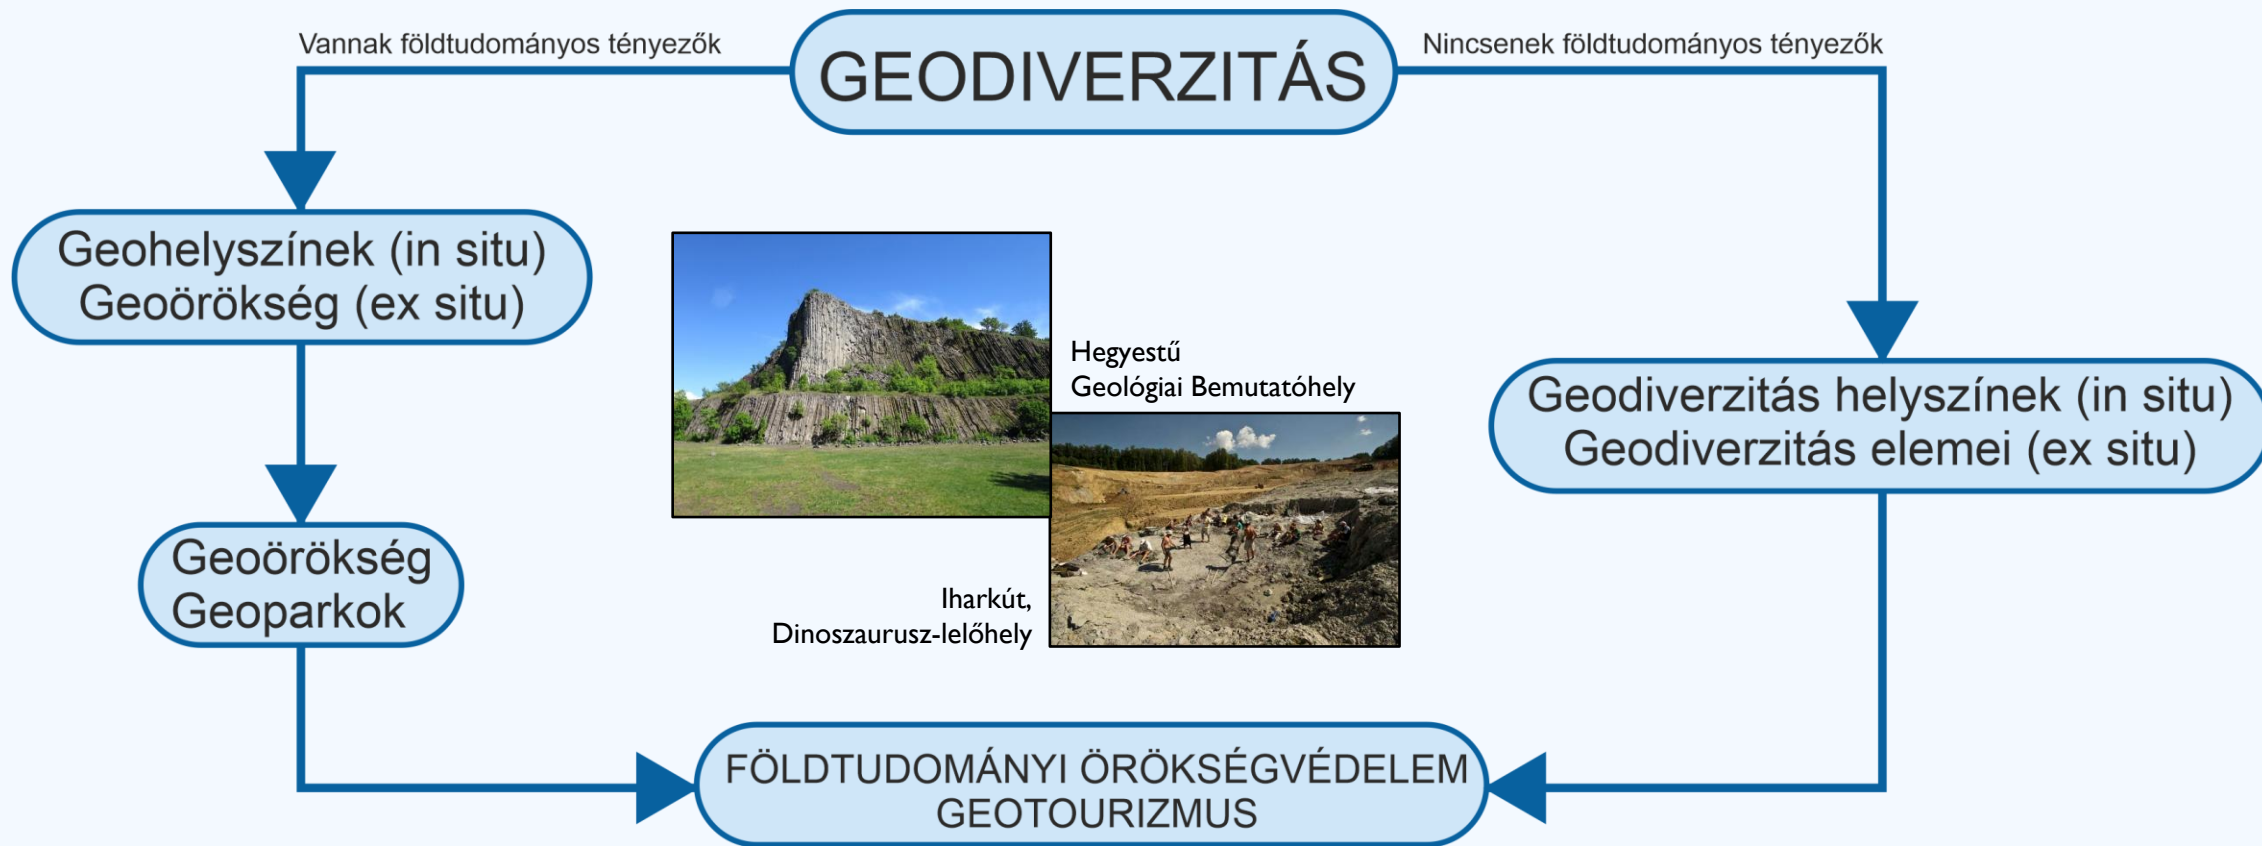 Vannak földtudományos tényezők
GEODIVERZITÁS
Nincsenek földtudományos tényezők
Geohelyszínek (in situ)
Geoörökség (ex situ)
Hegyestű
Geológiai Bemutatóhely
Geodiverzitás helyszínek (in situ)
Geodiverzitás elemei (ex situ)
Geoörökség
Geoparkok
Iharkút,
Dinoszaurusz-lelőhely
FÖLDTUDOMÁNYI ÖRÖKSÉGVÉDELEM
GEOTOURIZMUS